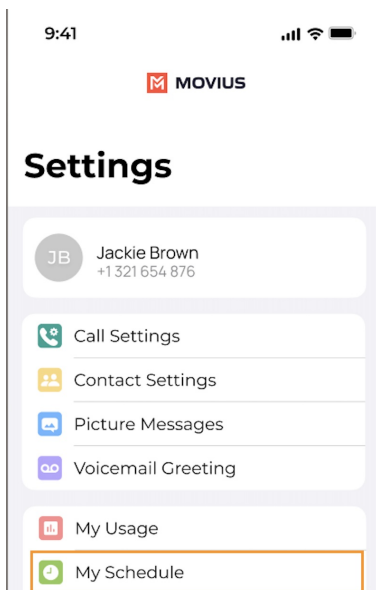 9:41
MOVIUS
Settings
JB
Jackie Brown
+1 321 654 876
Call Settings
Contact Settings
Picture Messages
Voicemail Greeting
My Usage
My Schedule